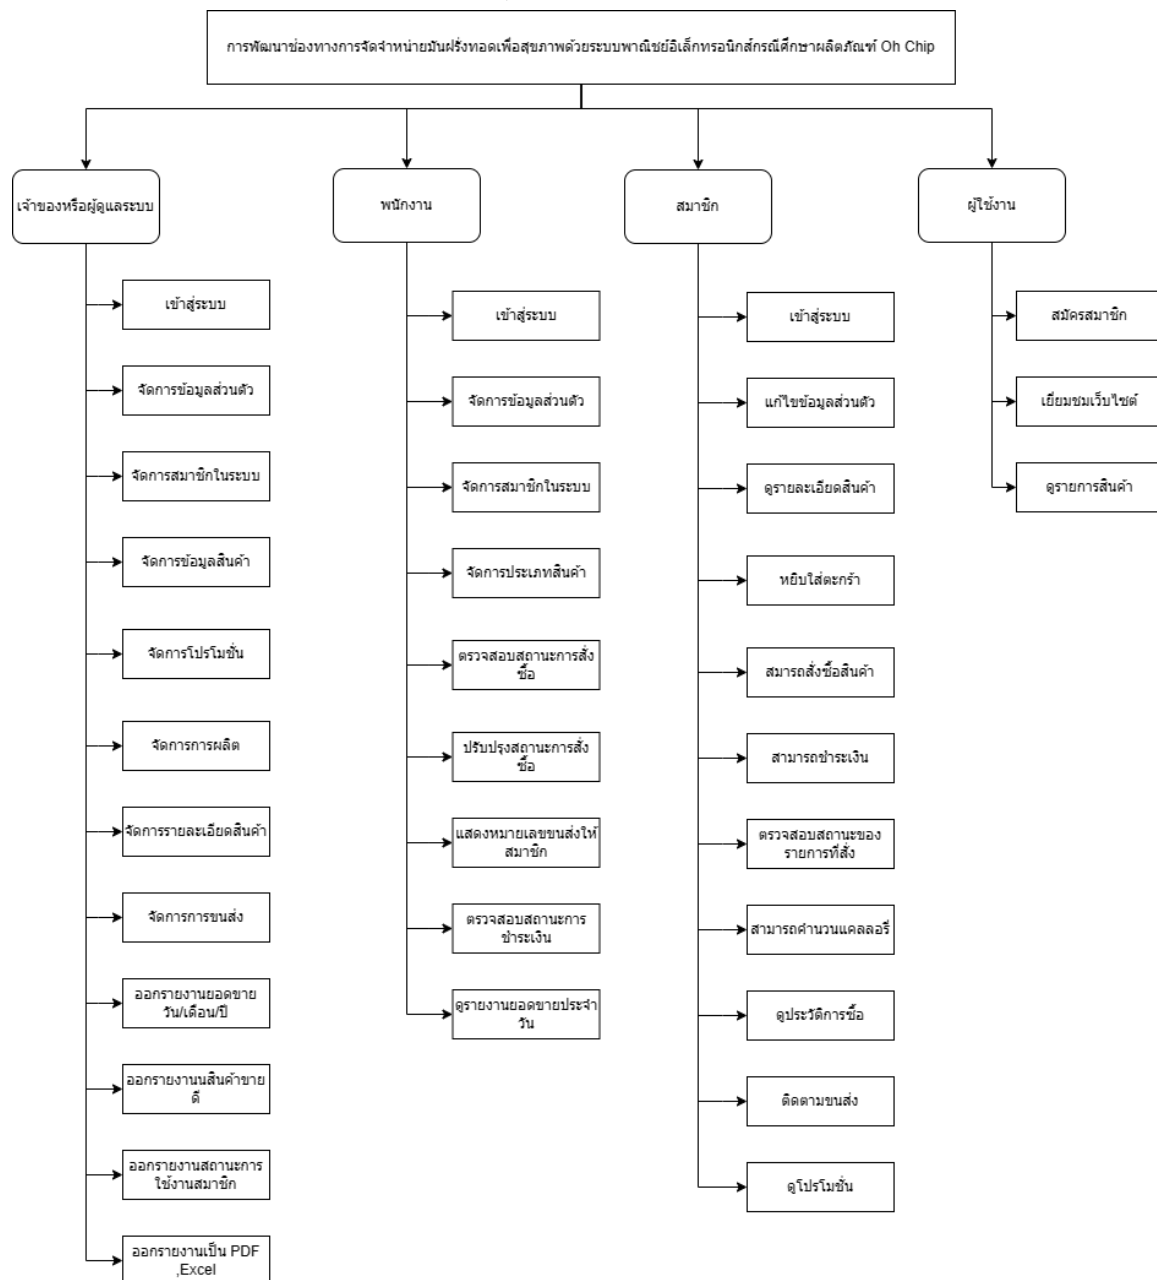 การพัฒนาช่องทางการจัดจำหน่ายมันฝรั่งทอดเพื่อสุขภาพด้วยระบบพาณิชย์อิเล็กทรอนิกส์กรณีศึกษาผลิตภัณฑ์ Oh Chip
เจ้าของหรือผู้ดูแลระบบ
เข้าสู่ระบบ
จัดการข้อมูลส่วนตัว
จัดการสมาชิกในระบบ
จัดการข้อมูลสินค้า
จัดการโปรโมชั่น
จัดการการผลิต
จัดการรายละเอียดสินค้า
จัดการการขนส่ง
ออกรายงานยอดขาย
วัน/เดือน/ปี
ออกรายงานนสินค้าขาย
ดี
ออกรายงานสถานะการ
ใช้งานสมาชิก
ออกรายงานเป็น PDF
,Excel
พนักงาน
เข้าสู่ระบบ
จัดการข้อมูลส่วนตัว
จัดการสมาชิกในระบบ
จัดการประเภทสินค้า
ตรวจสอบสถานะการสั่ง
ซื้อ
ปรับปรุงสถานะการสั่ง
ซื้อ
แสดงหมายเลขขนส่งให้
สมาชิก
ตรวจสอบสถานะการ
ชำระเงิน
ดูรายงานยอดขายประจำ
วัน
สมาชิก
เข้าสู่ระบบ
แก้ไขข้อมูลส่วนตัว
ดูรายละเอียดสินค้า
หยิบใส่ตะกร้า
สมารถสั่งซื้อสินค้า
สามารถชำระเงิน
ตรวจสอบสถานะของ
รายการที่สั่ง
สามารถคำนวนแคลลอรี่
ดูประวัติการซื้อ
ติดตามขนส่ง
ดูโปรโมชั่น
ผู้ใช้งาน
สมัครสมาชิก
เยี่ยมชมเว็บไซต์
ดูรายการสินค้า